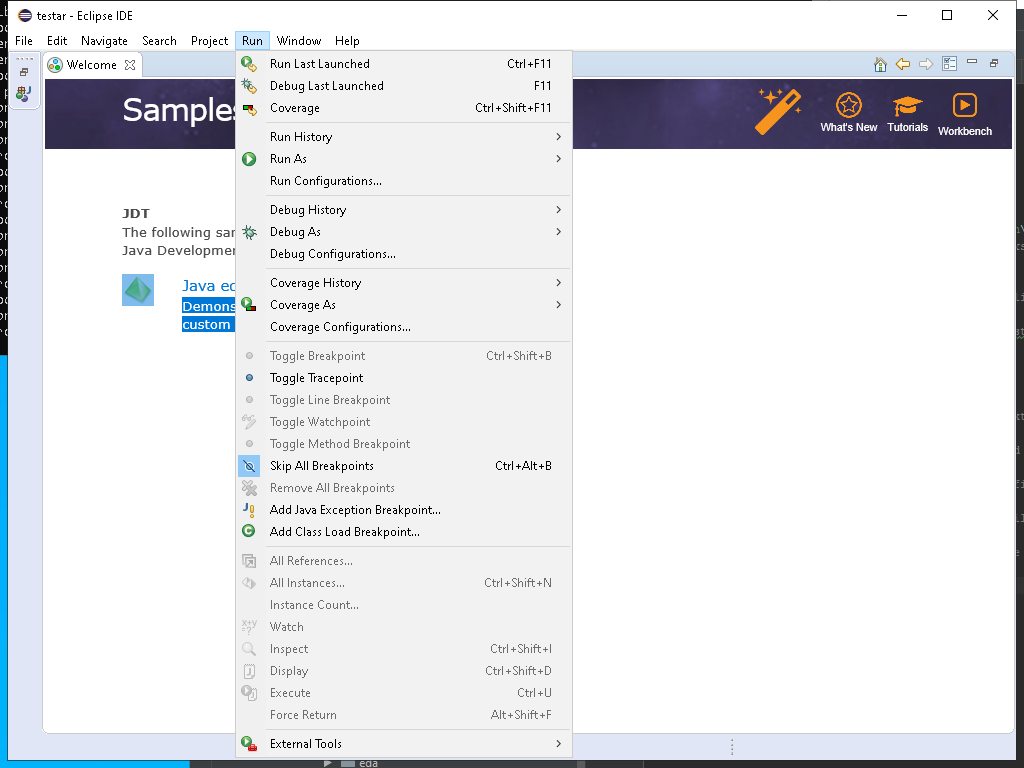 testar - Eclipse IDE
File Edit Navigate Search Project Run Window Help
Welcome
Samples
What's New
Tutorials
Workbench
JDT
The following
Java
Java
custom
Run Last Launched Ctrl+F11
Debug Last Launched F11
Coverage Ctrl+Shift+F11
Run History
Run As
Run Configurations...
Debug History
Debug As
Debug Configurations...
Coverage History
Coverage As
Coverage Configurations...
Toggle Breakpoint Ctrl+Shift+B
Toggle Tracepoint
Toggle Line Breakpoint
Toggle Watchpoint
Toggle Method Breakpoint
Skip All Breakpoints Ctrl+Alt+B
Remove All Breakpoints
Add Java Exception Breakpoint...
Add Class Load Breakpoint...
All References...
All Instances... Ctrl+Shift+N
Instance Count...
Watch
Inspect Ctrl+Shift+I
Display Ctrl+Shift+D
Execute Ctrl+U
Force Return Alt+Shift+F
External Tools
eda